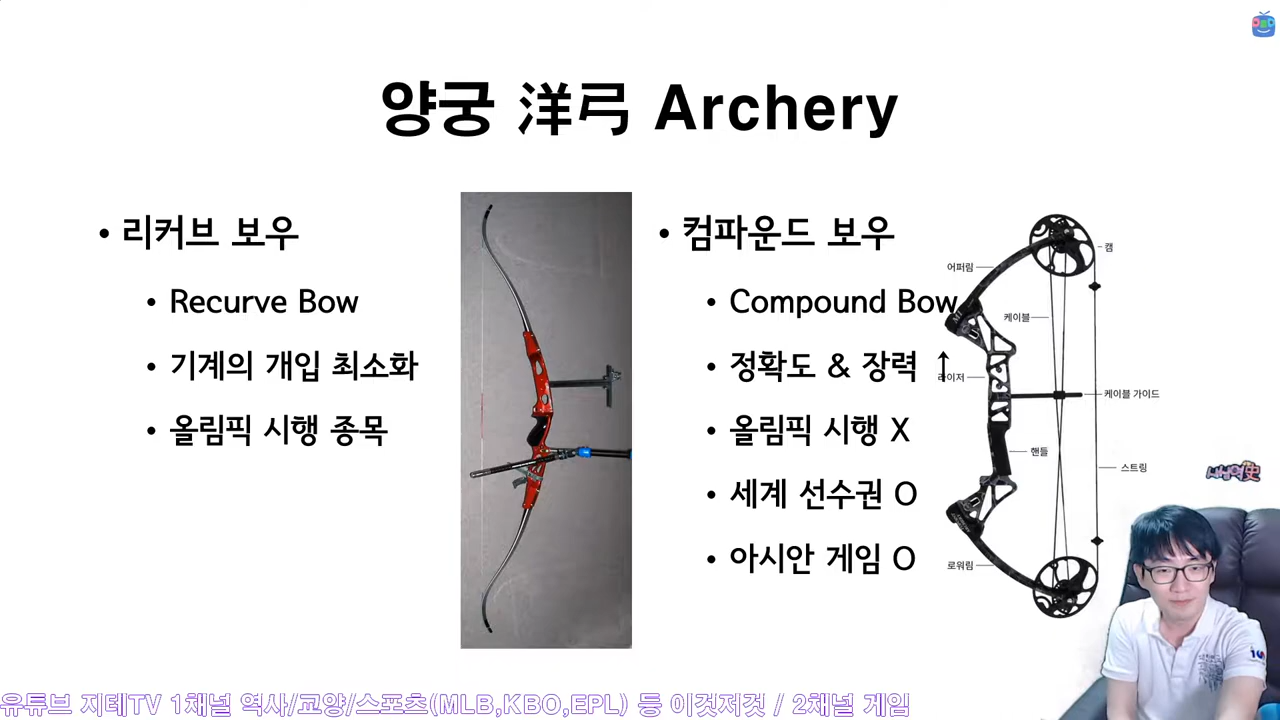 양궁 洋弓 Archery
• 리커브 보우
• Recurve Bow
• 기계의 개입 최소화
• 올림픽 시행 종목
• 컴파운드 보우
• Compound Bow
• 정확도 & 장력 ↑
• 올림픽 시행 X
• 세계 선수권 O
• 아시안 게임 O
캠
어퍼림
케이블
라이저
케이블 가이드
핸들
스트링
로워림
유튜브 지테TV 1채널 역사/교양/스포츠(MLB,KBO,EPL) 등 이것저것 / 2채널 게임